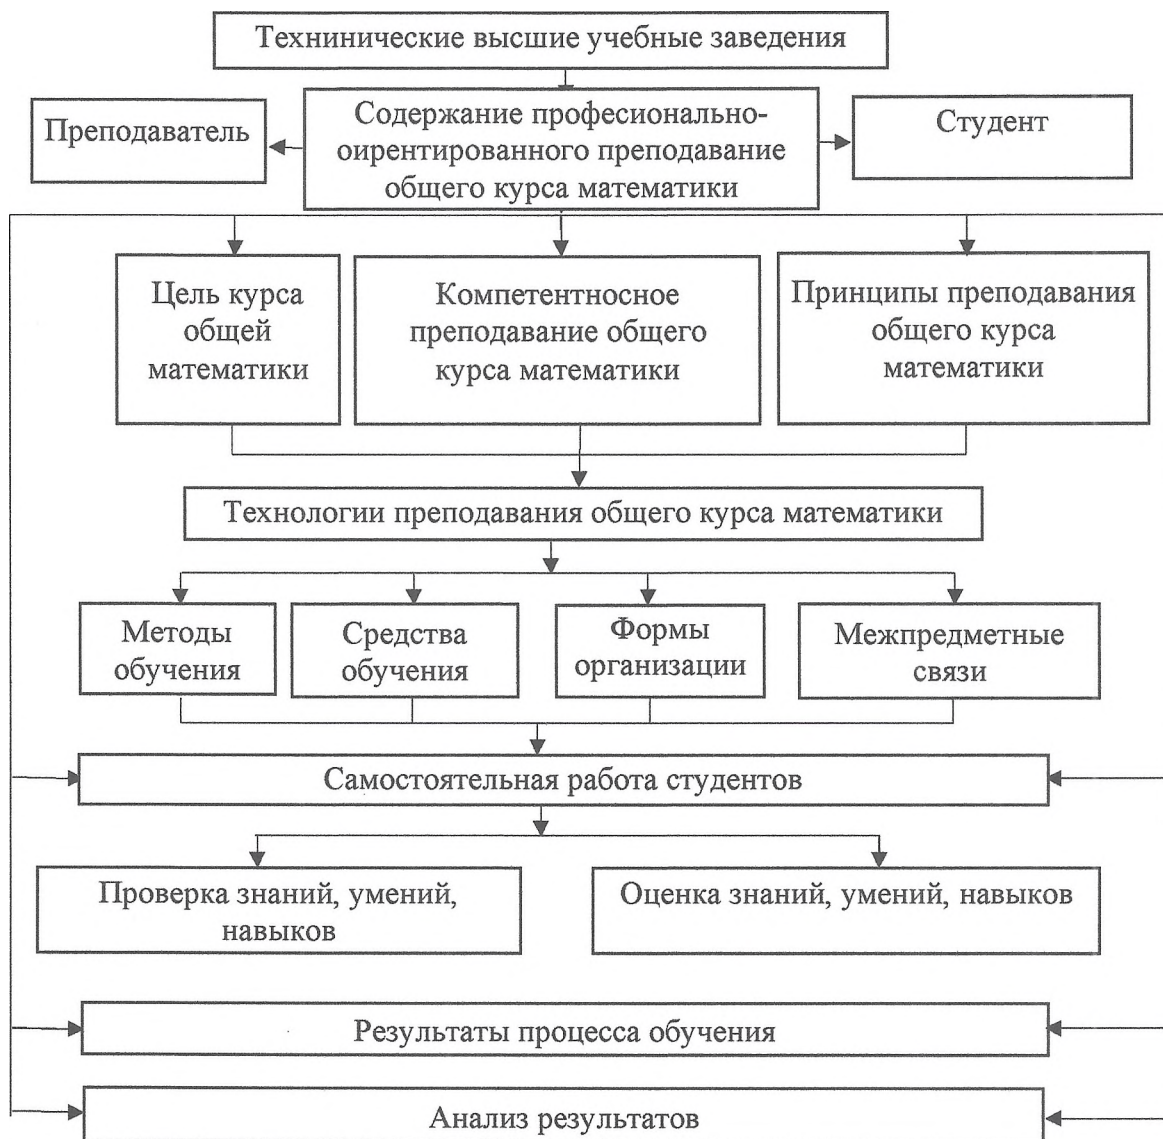 Технинические высшие учебные заведения
Преподаватель
Содержание професионально-
оирентированного преподавание
общего курса математики
Студент
Цель курса
общей
математики
Компетентносное
преподавание общего
курса математики
Принципы преподавания
общего курса
математики
Технологии преподавания общего курса математики
Методы
обучения
Средства
обучения
Формы
организации
Межпредметные
связи
Самостоятельная работа студентов
Проверка знаний, умений,
навыков
Оценка знаний, умений, навыков
Результаты процесса обучения
Анализ результатов